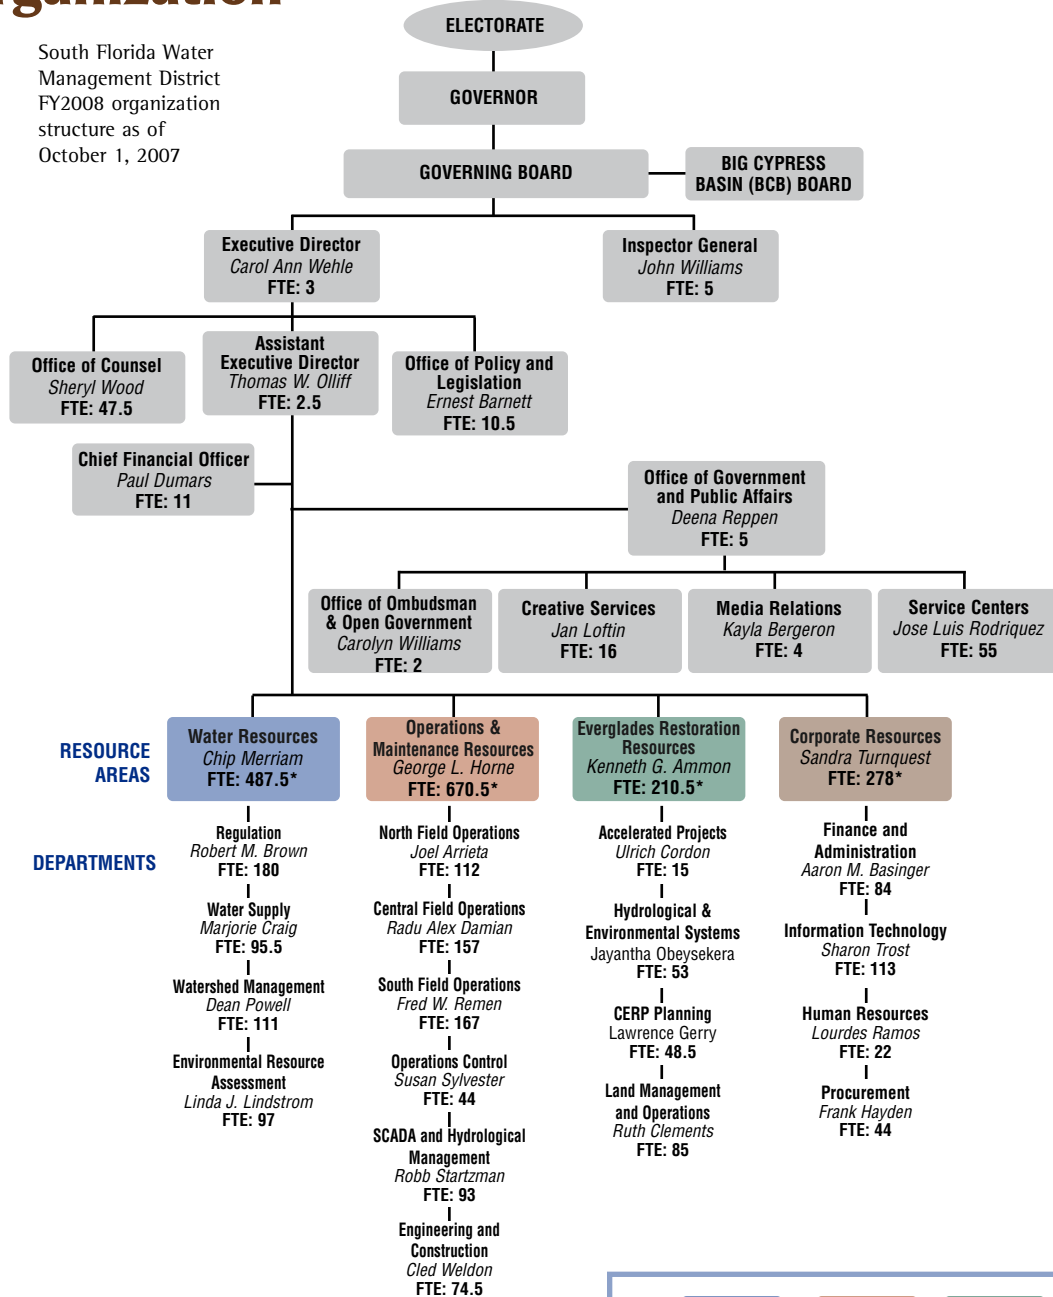 rganization
South Florida Water
Management District
FY2008 organization
structure as of
October 1, 2007
ELECTORATE
GOVERNOR
GOVERNING BOARD
BIG CYPRESS
BASIN (BCB) BOARD
Executive Director
Carol Ann Wehle
FTE: 3
Inspector General
John Williams
FTE: 5
Office of Counsel
Sheryl Wood
FTE: 47.5
Assistant
Executive Director
Thomas W. Olliff
FTE: 2.5
Office of Policy and
Legislation
Ernest Barnett
FTE: 10.5
Chief Financial Officer
Paul Dumars
FTE: 11
Office of Government
and Public Affairs
Deena Reppen
FTE: 5
Office of Ombudsman
& Open Government
Carolyn Williams
FTE: 2
Creative Services
Jan Loftin
FTE: 16
Media Relations
Kayla Bergeron
FTE: 4
Service Centers
Jose Luis Rodriquez
FTE: 55
RESOURCE
AREAS
Water Resources
Chip Merriam
FTE: 487.5*
Operations &
Maintenance Resources
George L. Horne
FTE: 670.5*
Everglades Restoration
Resources
Kenneth G. Ammon
FTE: 210.5*
Corporate Resources
Sandra Turnquest
FTE: 278*
DEPARTMENTS
Regulation
Robert M. Brown
FTE: 180
Water Supply
Marjorie Craig
FTE: 95.5
Watershed Management
Dean Powell
FTE: 111
Environmental Resource
Assessment
Linda J. Lindstrom
FTE: 97
North Field Operations
Joel Arrieta
FTE: 112
Central Field Operations
Radu Alex Damian
FTE: 157
South Field Operations
Fred W. Remen
FTE: 167
Operations Control
Susan Sylvester
FTE: 44
SCADA and Hydrological
Management
Robb Startzman
FTE: 93
Engineering and
Construction
Cled Weldon
FTE: 74.5
Accelerated Projects
Ulrich Cordon
FTE: 15
Hydrological &
Environmental Systems
Jayantha Obeysekera
FTE: 53
CERP Planning
Lawrence Gerry
FTE: 48.5
Land Management
and Operations
Ruth Clements
FTE: 85
Finance and
Administration
Aaron M. Basinger
FTE: 84
Information Technology
Sharon Trost
FTE: 113
Human Resources
Lourdes Ramos
FTE: 22
Procurement
Frank Hayden
FTE: 44